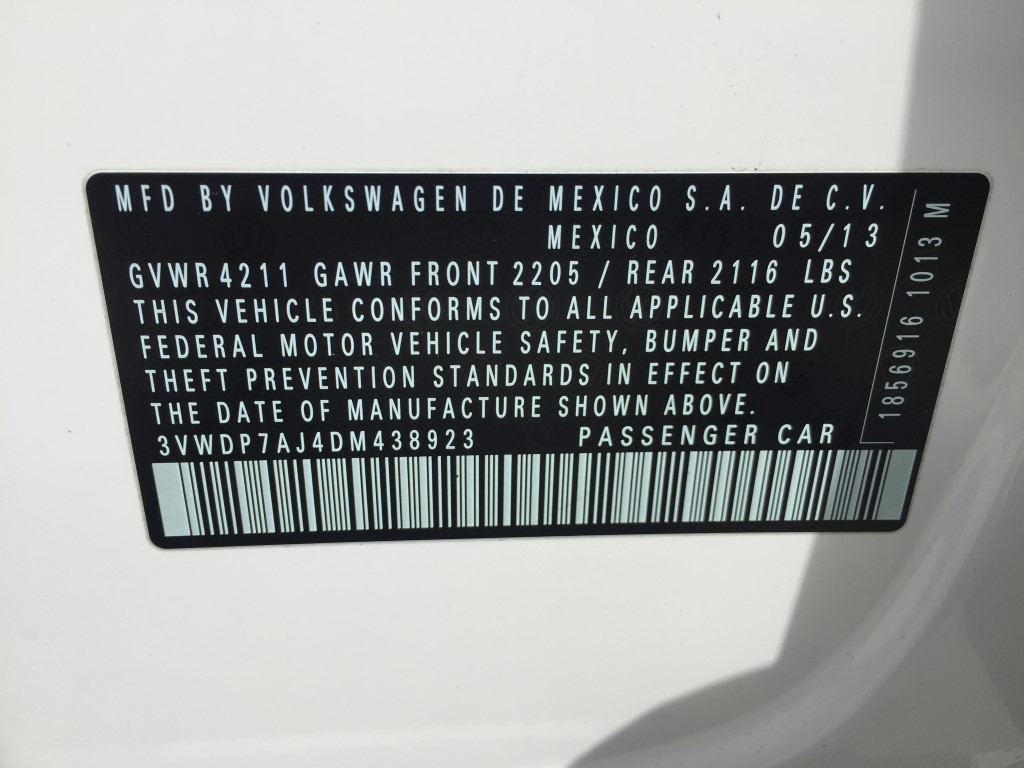 MFD BY VOLKSWAGEN DE MEXICO S.A. DE C.V.
MEXICO 05/13
GVWR 4211 GAWR FRONT 2205 / REAR 2116 LBS
THIS VEHICLE CONFORMS TO ALL APPLICABLE U.S.
FEDERAL MOTOR VEHICLE SAFETY, BUMPER AND
THEFT PREVENTION STANDARDS IN EFFECT ON
THE DATE OF MANUFACTURE SHOWN ABOVE.
3VWDP7AJ4DM438923 PASSENGER CAR
1856916 1013 M